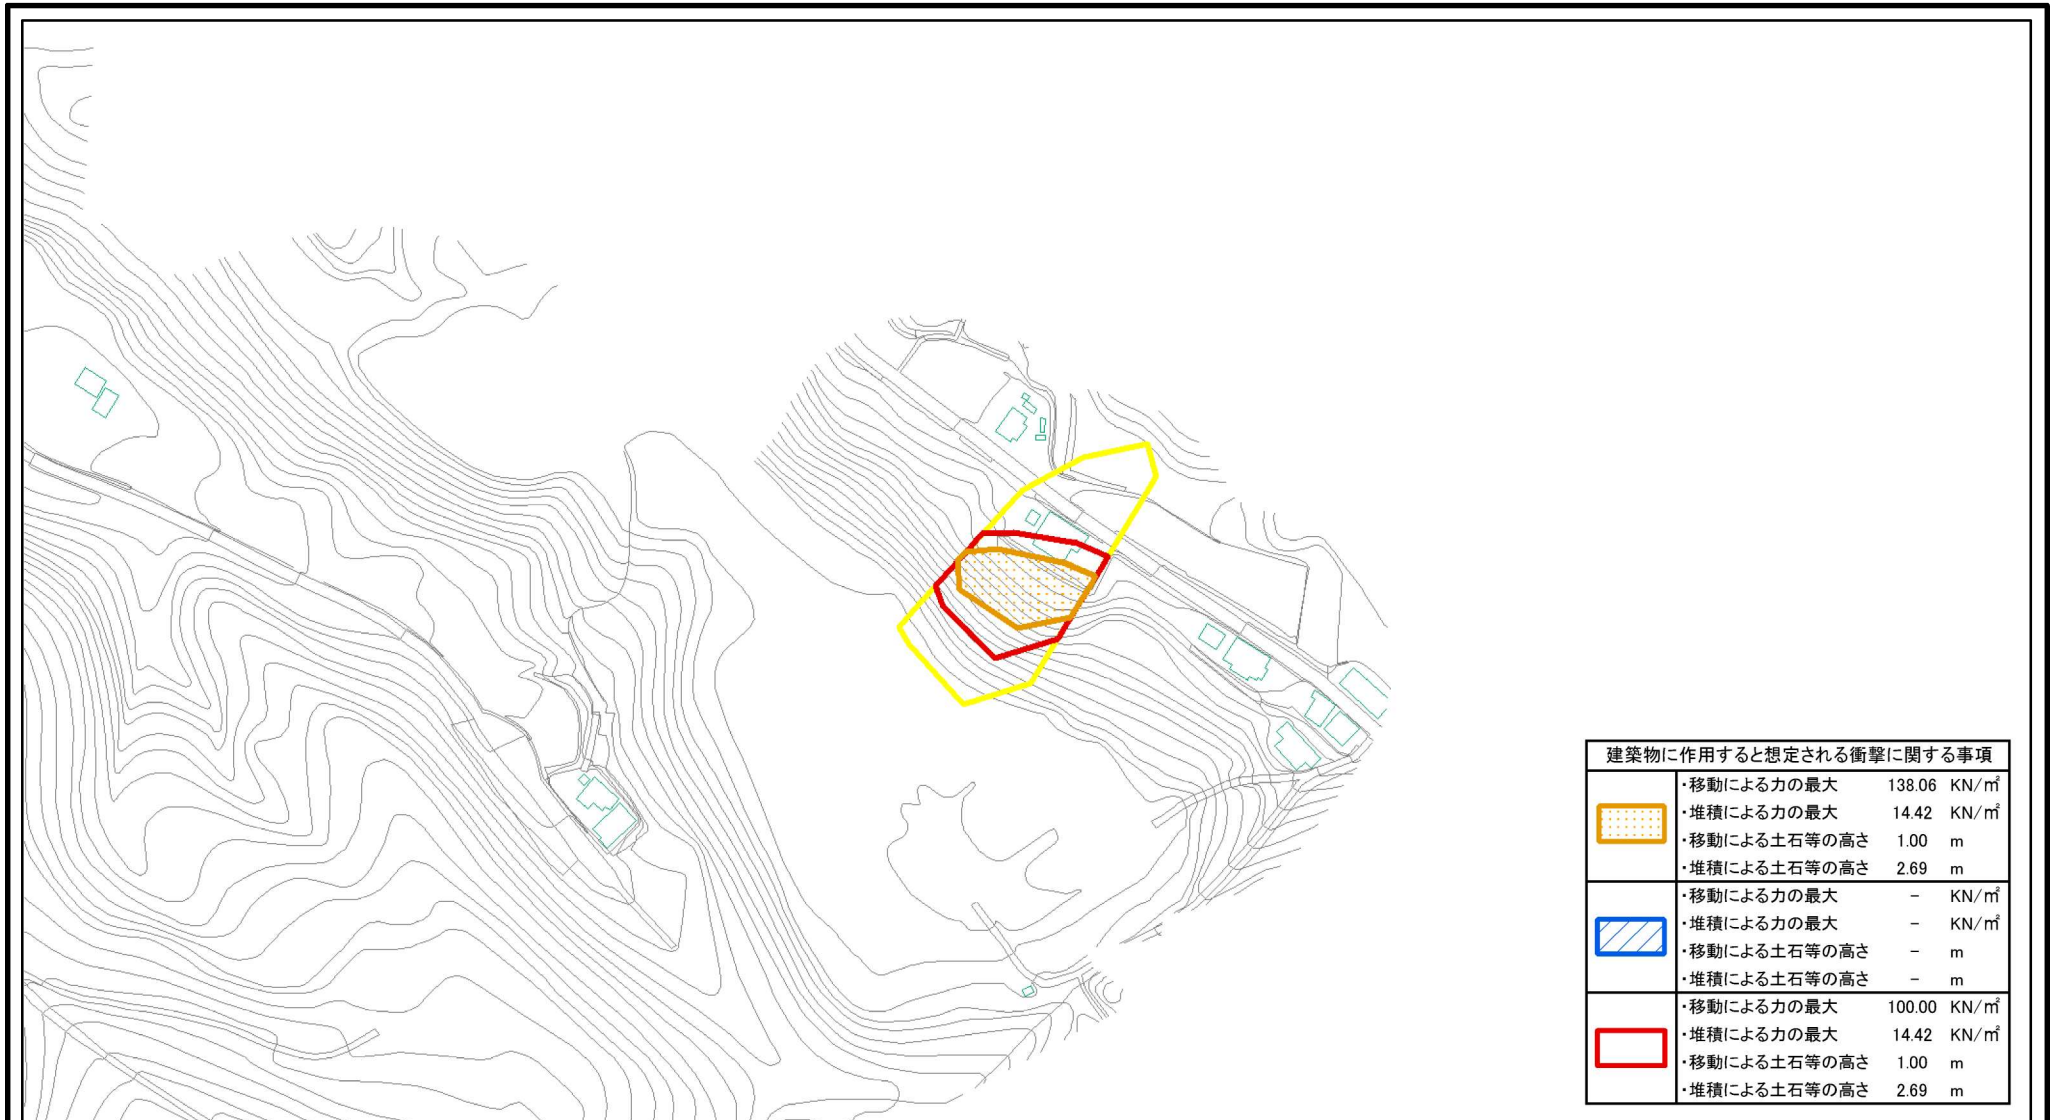 建築物に作用すると想定される衝撃に関する事項
・移動による力の最大 138.06 KN/㎡
・堆積による力の最大 14.42 KN/㎡
・移動による土石等の高さ 1.00 m
・堆積による土石等の高さ 2.69 m
・移動による力の最大 - KN/㎡
・堆積による力の最大 - KN/㎡
・移動による土石等の高さ - m
・堆積による土石等の高さ - m
・移動による力の最大 100.00 KN/㎡
・堆積による力の最大 14.42 KN/㎡
・移動による土石等の高さ 1.00 m
・堆積による土石等の高さ 2.69 m